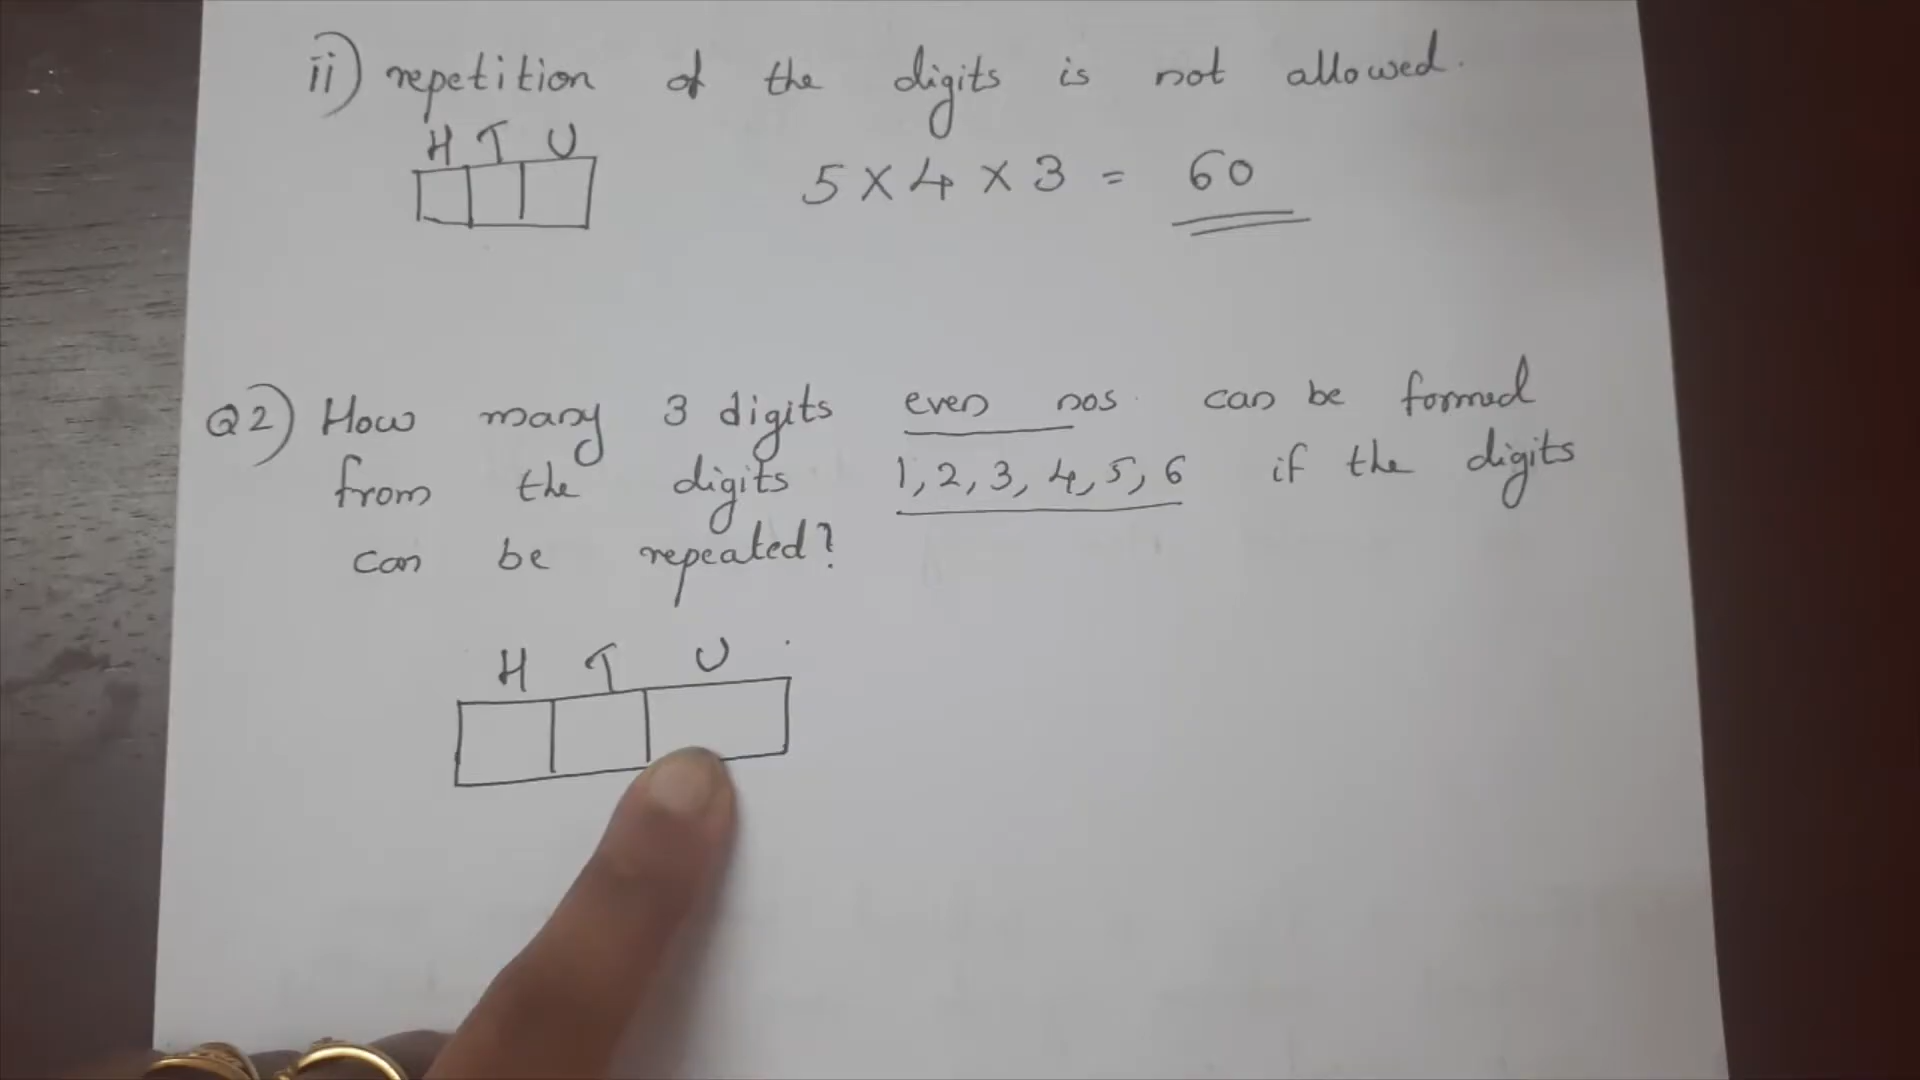 ii) repetition of the digits is not allowed.
H T U
5 X 4 X 3 = 60
Q2) How many 3 digits even nos. can be formed
from the digits 1, 2, 3, 4, 5, 6 if the digits
can be repeated?
H T U